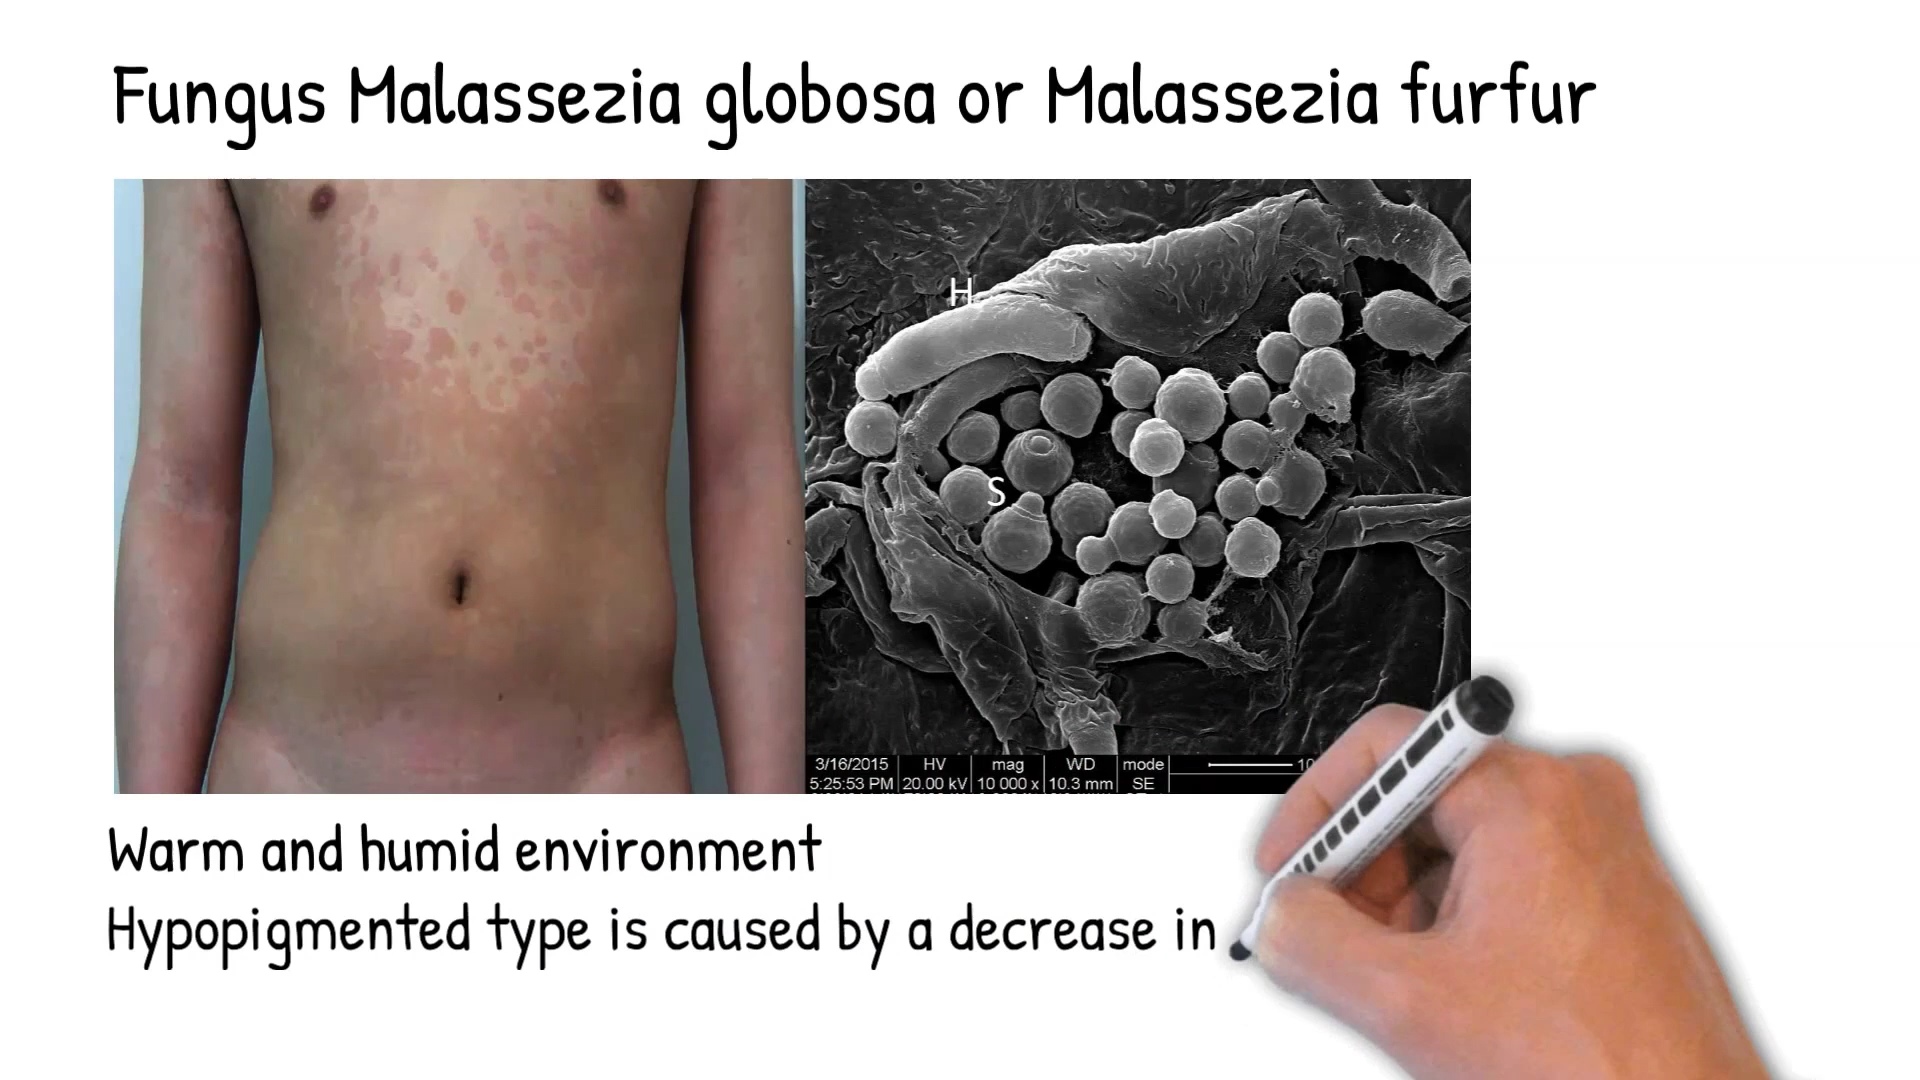 Fungus Malassezia globosa or Malassezia furfur
H
S
3/16/2015 HV mag WD mode
5:25:53 PM 20.00 kV 10 000 x 10.3 mm SE
10
Warm and humid environment
Hypopigmented type is caused by a decrease in